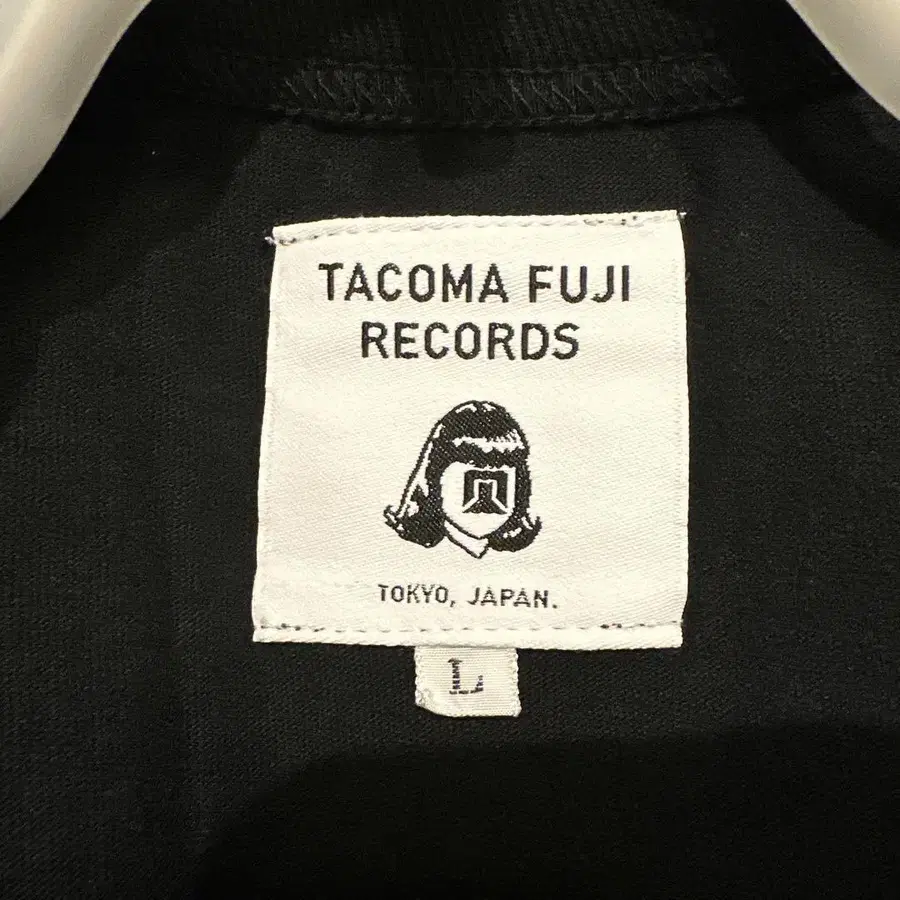 TACOMA FUJI
RECORDS
TOKYO, JAPAN.
L